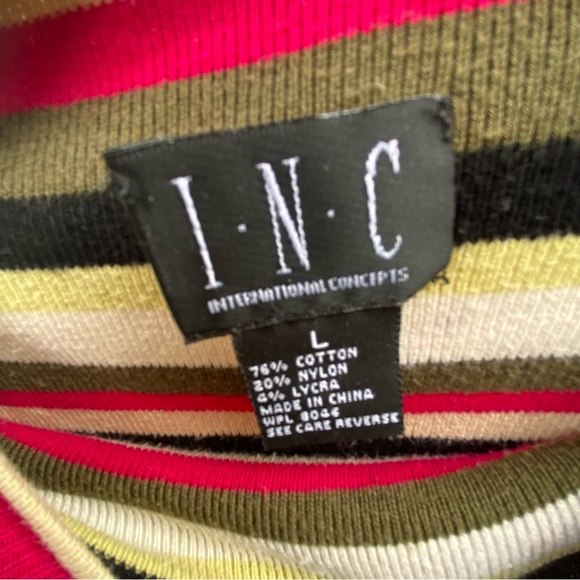 I·N·C
INTERNATIONAL CONCEPTS
L
76% COTTON
20% NYLON
4% LYCRA
MADE IN CHINA
WPL 8046
SEE CARE REVERSE